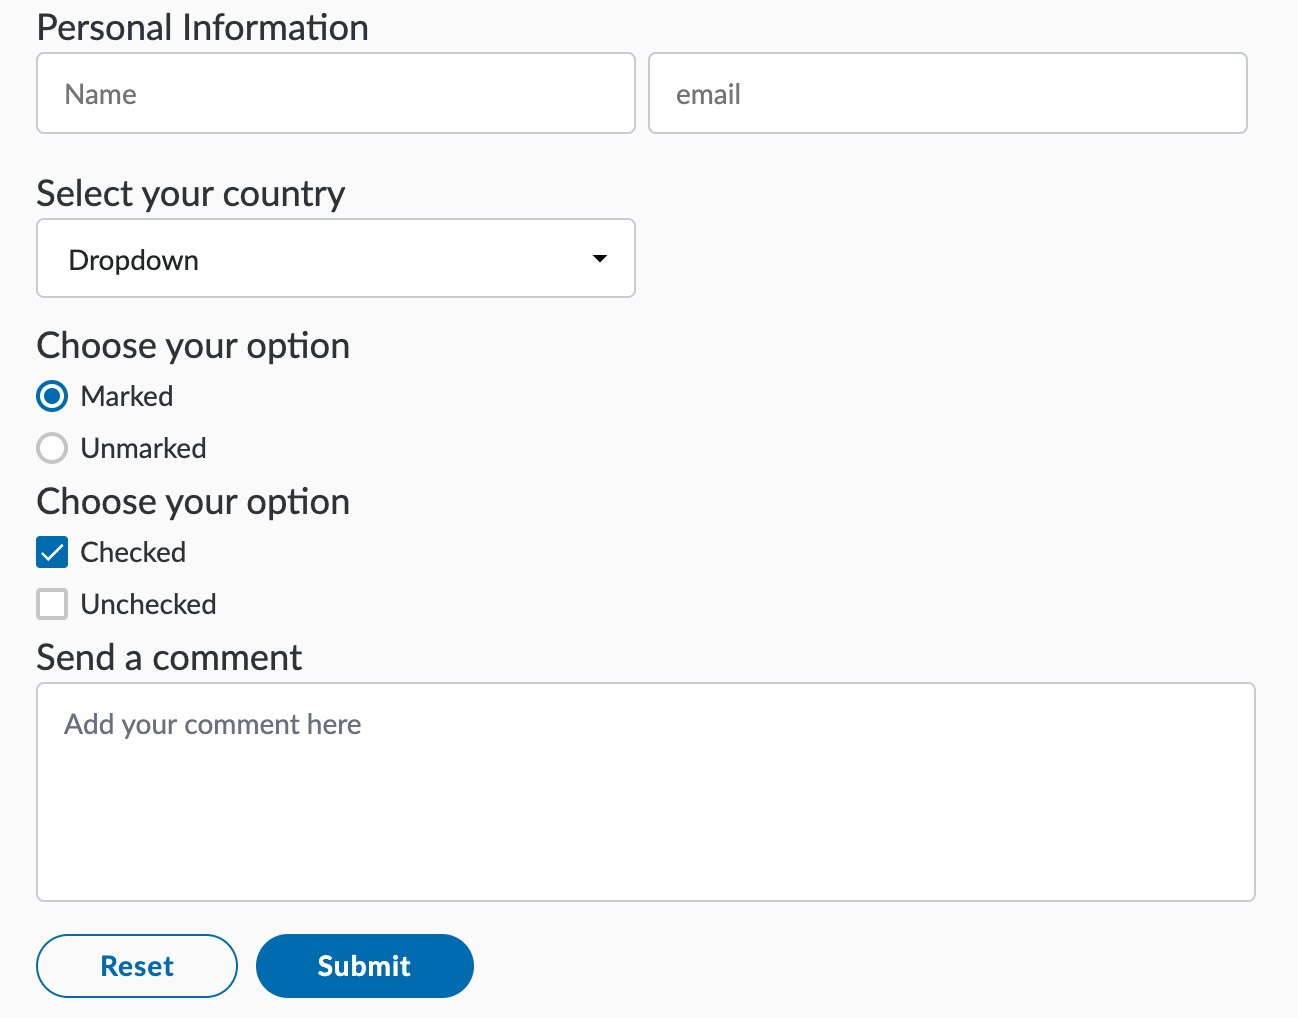 Personal Information
Name email
Select your country
Dropdown
Choose your option
Marked
Unmarked
Choose your option
Checked
Unchecked
Send a comment
Add your comment here
Reset Submit